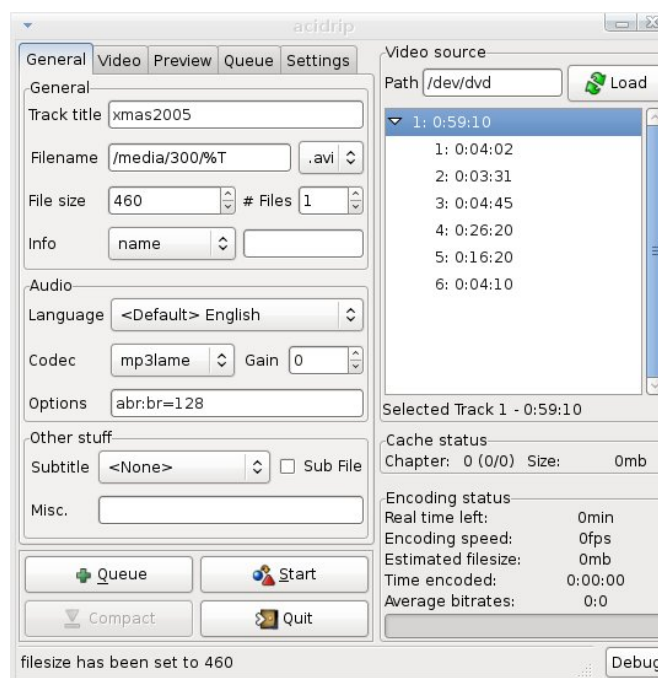 acidrip
General Video Preview Queue Settings
General
Track title xmas2005
Filename /media/300/%T .avi
File size 460 # Files 1
Info name
Audio
Language <Default> English
Codec mp3lame Gain 0
Options abr:br=128
Other stuff
Subtitle <None> Sub File
Misc.
Queue Start
Compact Quit
filesize has been set to 460
Video source
Path /dev/dvd Load
1: 0:59:10
1: 0:04:02
2: 0:03:31
3: 0:04:45
4: 0:26:20
5: 0:16:20
6: 0:04:10
Selected Track 1 - 0:59:10
Cache status
Chapter: 0 (0/0) Size: 0mb
Encoding status
Real time left: 0min
Encoding speed: 0fps
Estimated filesize: 0mb
Time encoded: 0:00:00
Average bitrates: 0:0
Debug